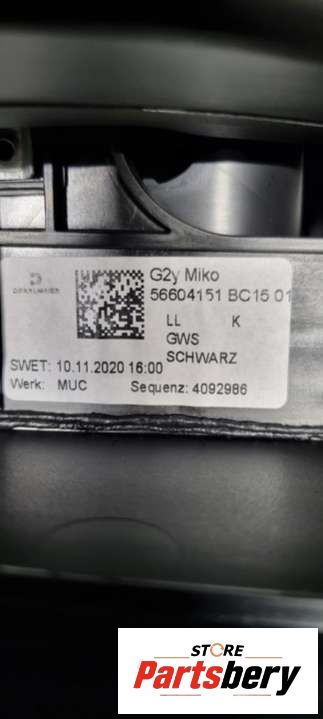 G2y Miko
DRÄXLMAIER
56604151 BC15 01
LL K
GWS
SCHWARZ
SWET: 10.11.2020 16:00
Werk: MUC Sequenz: 4092986
STORE
Partsbery